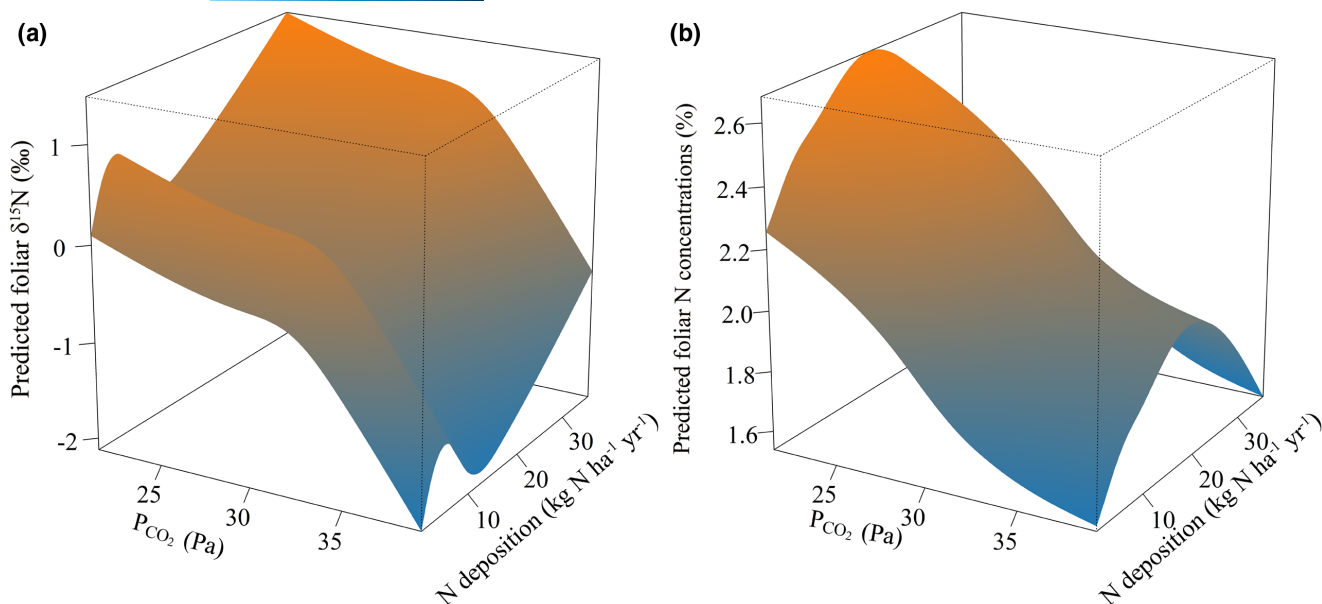 (a)
Predicted foliar δ¹⁵N (‰)
1
0
-1
-2
25
30
35
P_CO₂ (Pa)
10
20
30
N deposition (kg N ha⁻¹ yr⁻¹)
(b)
Predicted foliar N concentrations (%)
2.6
2.4
2.2
2.0
1.8
1.6
25
30
35
P_CO₂ (Pa)
10
20
30
N deposition (kg N ha⁻¹ yr⁻¹)